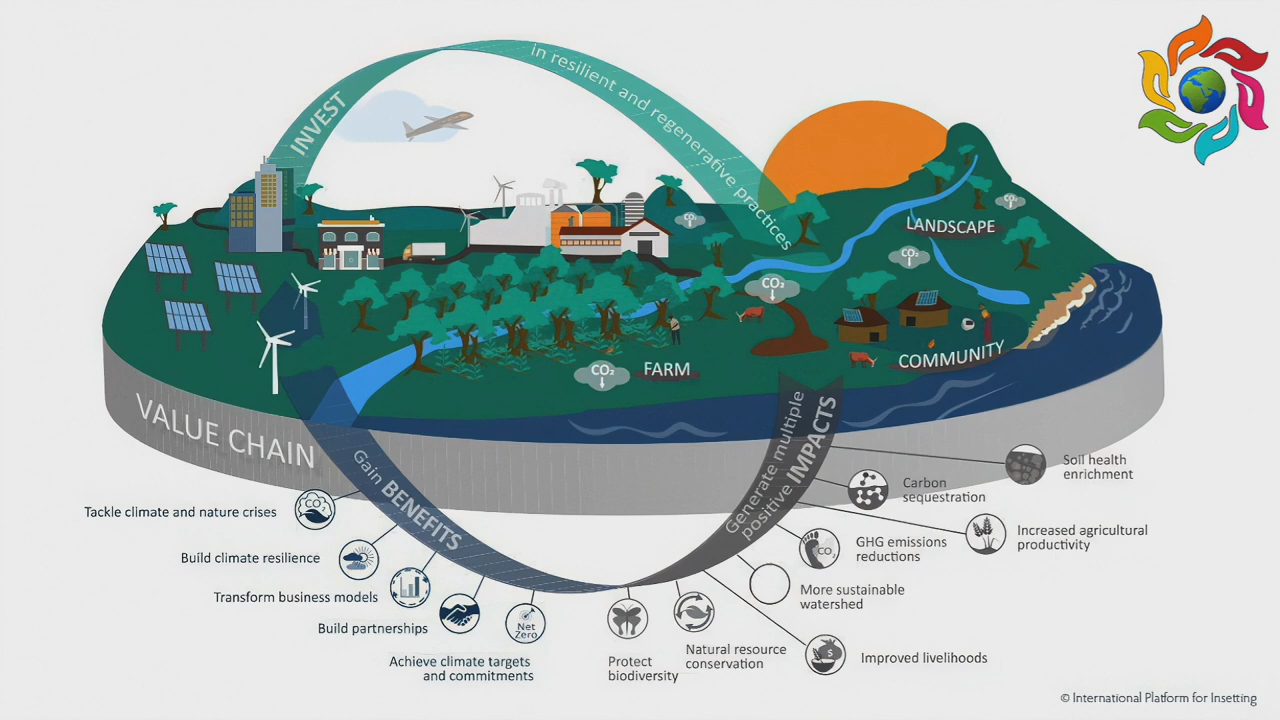 INVEST
in resilient and regenerative practices
CO₂
CO₂
LANDSCAPE
CO₂
CO₂
COMMUNITY
CO₂
FARM
VALUE CHAIN
Gain BENEFITS
Generate multiple
positive IMPACTS
CO₂
Tackle climate and nature crises
Build climate resilience
Transform business models
Build partnerships
Net
Zero
Achieve climate targets
and commitments
Protect
biodiversity
Natural resource
conservation
$
Improved livelihoods
More sustainable
watershed
CO₂
GHG emissions
reductions
Increased agricultural
productivity
Carbon
sequestration
Soil health
enrichment
© International Platform for Insetting